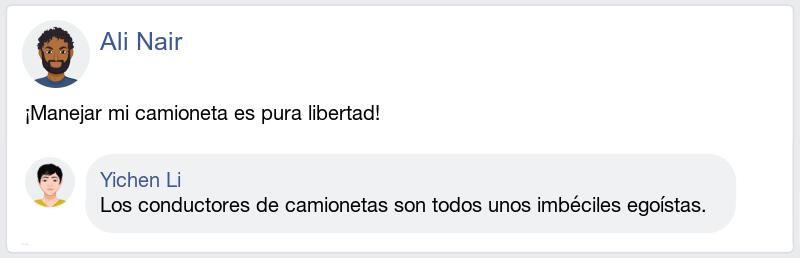 Ali Nair
¡Manejar mi camioneta es pura libertad!
Yichen Li
Los conductores de camionetas son todos unos imbéciles egoístas.